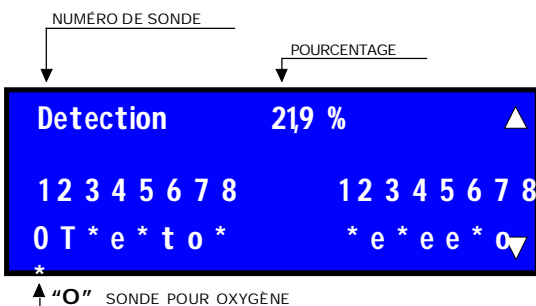 NUMÉRO DE SONDE
POURCENTAGE
Detection 21,9 %
1 2 3 4 5 6 7 8 1 2 3 4 5 6 7 8
0 T * e * t o * * e * e e * o
*
“O” SONDE POUR OXYGÈNE